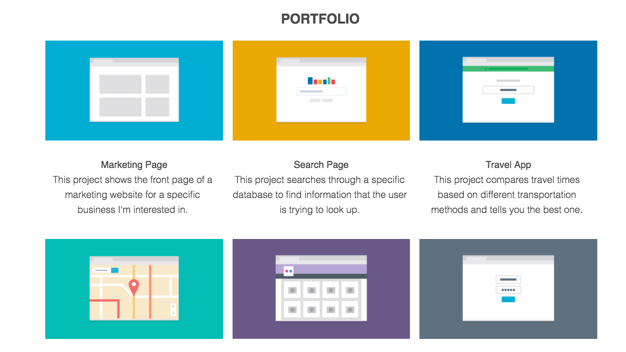 PORTFOLIO
Marketing Page
This project shows the front page of a
marketing website for a specific
business I'm interested in.
Search Page
This project searches through a specific
database to find information that the user
is trying to look up.
Travel App
This project compares travel times
based on different transportation
methods and tells you the best one.